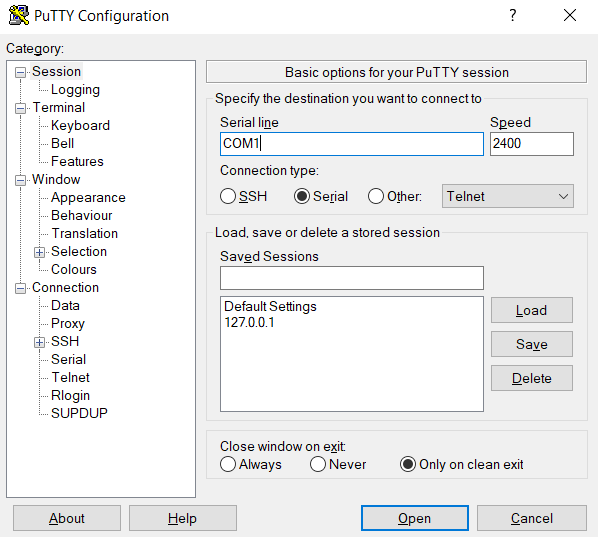 PuTTY Configuration
?
Category:
Session
Logging
Terminal
Keyboard
Bell
Features
Window
Appearance
Behaviour
Translation
Selection
Colours
Connection
Data
Proxy
SSH
Serial
Telnet
Rlogin
SUPDUP
Basic options for your PuTTY session
Specify the destination you want to connect to
Serial line Speed
COM1 2400
Connection type:
SSH Serial Other: Telnet
Load, save or delete a stored session
Saved Sessions
Default Settings
127.0.0.1
Load
Save
Delete
Close window on exit:
Always Never Only on clean exit
About Help Open Cancel